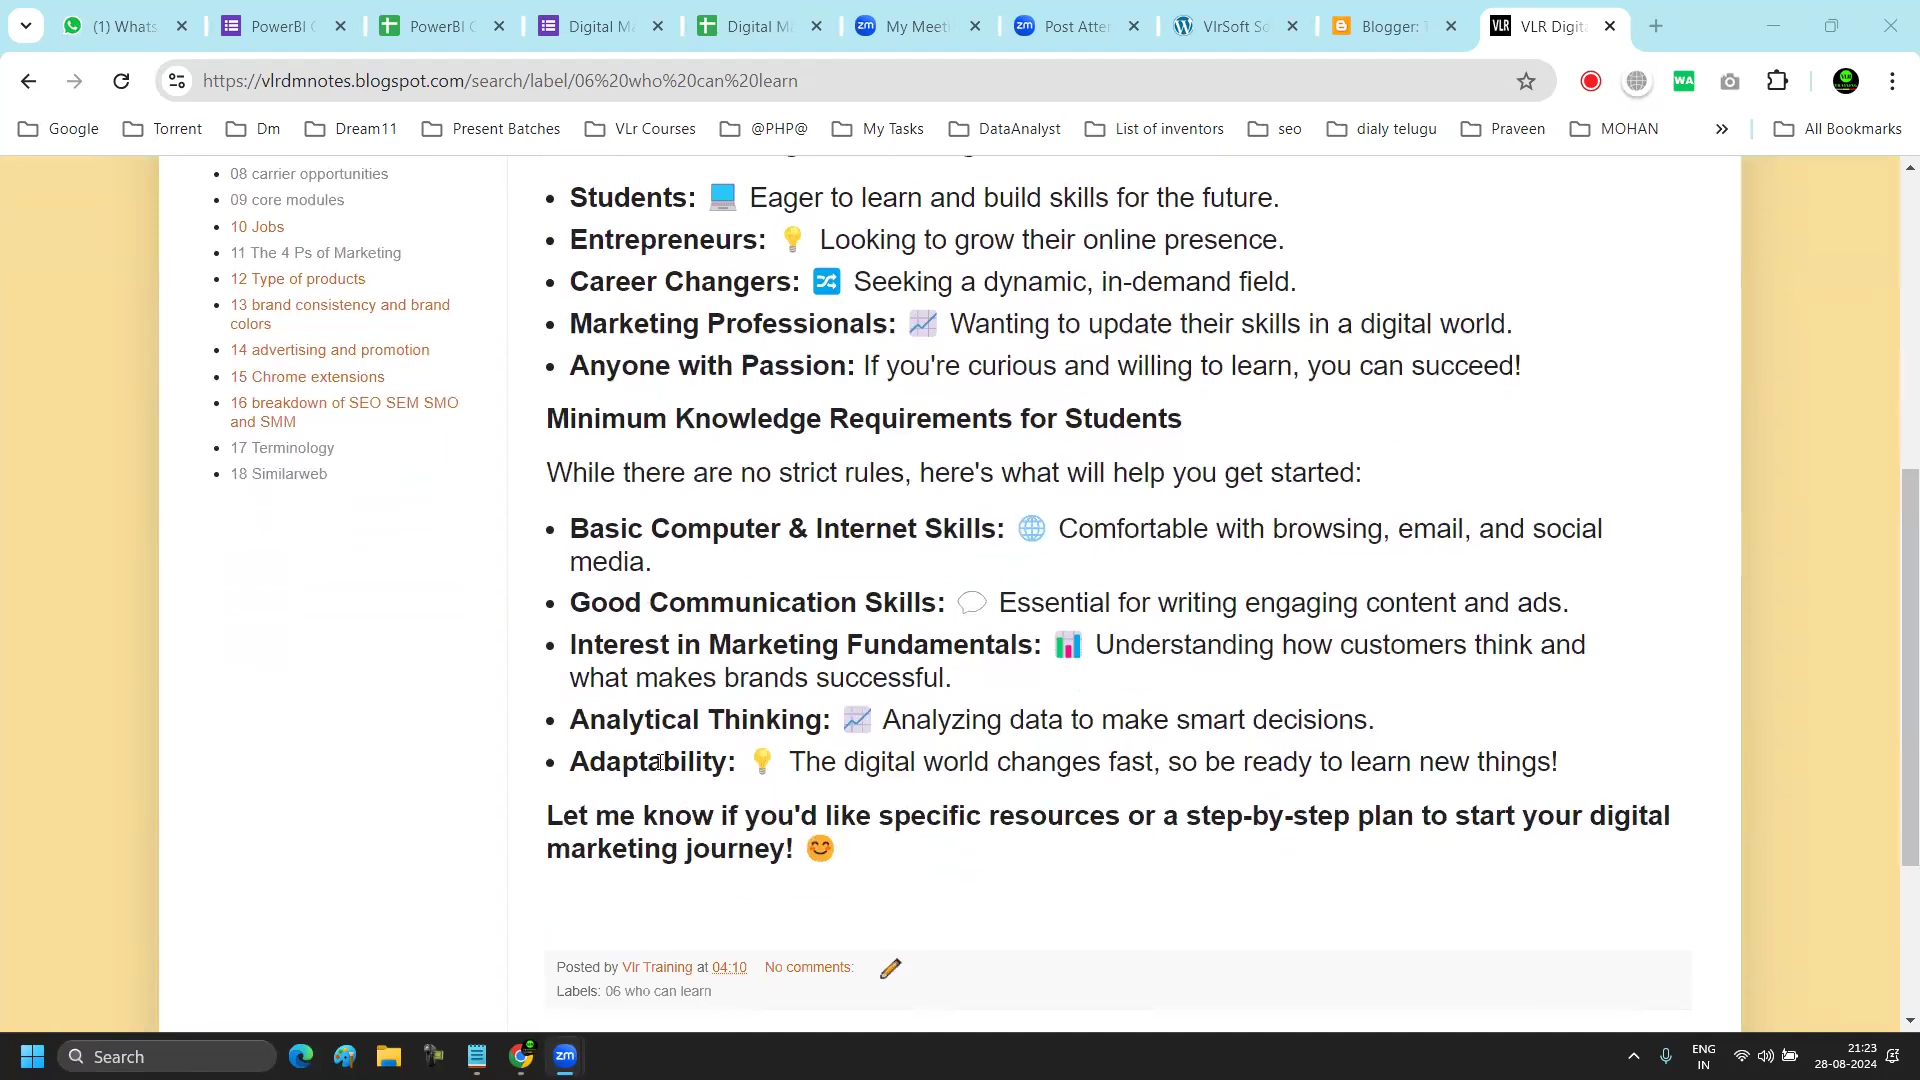 (1) Whats
PowerBI C
PowerBI C
Digital Ma
Digital Ma
My Meeti
Post Atten
VlrSoft So
Blogger: T
VLR Digita
https://vlrdmnotes.blogspot.com/search/label/06%20who%20can%20learn
Google
Torrent
Dm
Dream11
Present Batches
VLr Courses
@PHP@
My Tasks
DataAnalyst
List of inventors
seo
dialy telugu
Praveen
MOHAN
All Bookmarks
08 carrier opportunities
09 core modules
10 Jobs
11 The 4 Ps of Marketing
12 Type of products
13 brand consistency and brand
colors
14 advertising and promotion
15 Chrome extensions
16 breakdown of SEO SEM SMO
and SMM
17 Terminology
18 Similarweb
Students: 💻 Eager to learn and build skills for the future.
Entrepreneurs: 💡 Looking to grow their online presence.
Career Changers: 🔀 Seeking a dynamic, in-demand field.
Marketing Professionals: 📈 Wanting to update their skills in a digital world.
Anyone with Passion: If you're curious and willing to learn, you can succeed!
Minimum Knowledge Requirements for Students
While there are no strict rules, here's what will help you get started:
Basic Computer & Internet Skills: 🌐 Comfortable with browsing, email, and social
media.
Good Communication Skills: 💬 Essential for writing engaging content and ads.
Interest in Marketing Fundamentals: 📊 Understanding how customers think and
what makes brands successful.
Analytical Thinking: 📈 Analyzing data to make smart decisions.
Adaptability: 💡 The digital world changes fast, so be ready to learn new things!
Let me know if you'd like specific resources or a step-by-step plan to start your digital
marketing journey! 😊
Posted by Vlr Training at 04:10 No comments:
Labels: 06 who can learn
Search
ENG
IN
21:23
28-08-2024